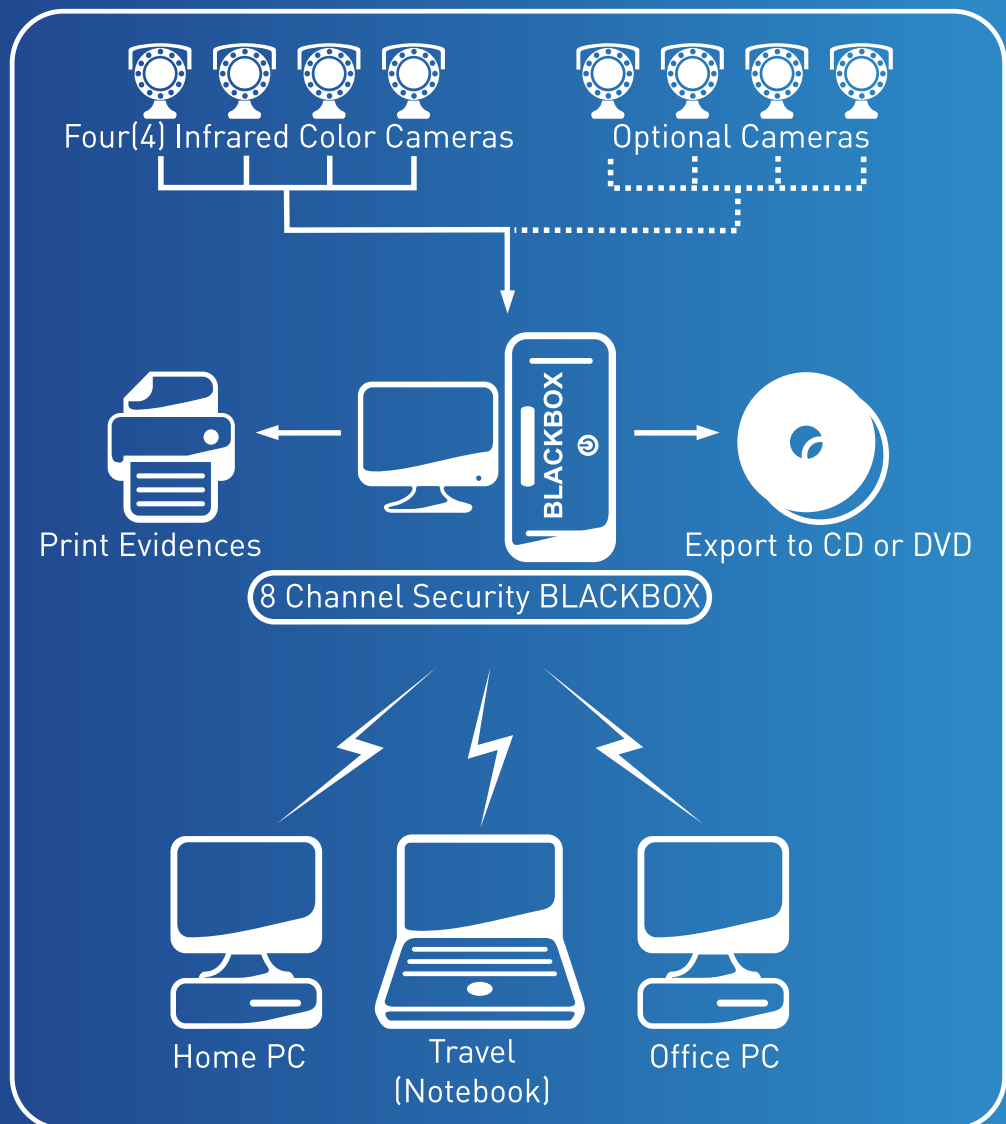 Four(4) Infrared Color Cameras
Optional Cameras
BLACKBOX
Print Evidences
Export to CD or DVD
8 Channel Security BLACKBOX
Home PC
Travel
(Notebook)
Office PC